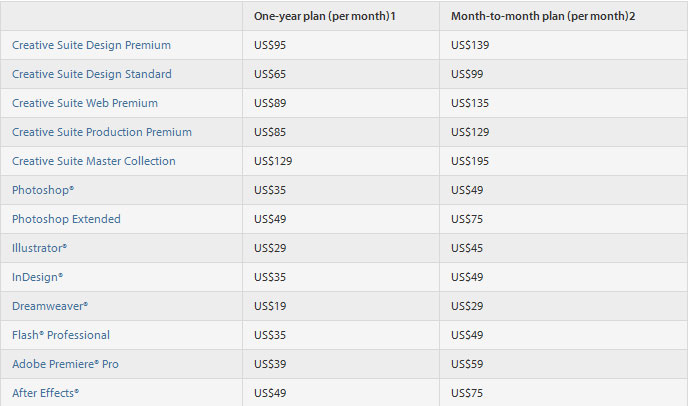 One-year plan (per month)1 Month-to-month plan (per month)2
Creative Suite Design Premium US$95 US$139
Creative Suite Design Standard US$65 US$99
Creative Suite Web Premium US$89 US$135
Creative Suite Production Premium US$85 US$129
Creative Suite Master Collection US$129 US$195
Photoshop® US$35 US$49
Photoshop Extended US$49 US$75
Illustrator® US$29 US$45
InDesign® US$35 US$49
Dreamweaver® US$19 US$29
Flash® Professional US$35 US$49
Adobe Premiere® Pro US$39 US$59
After Effects® US$49 US$75